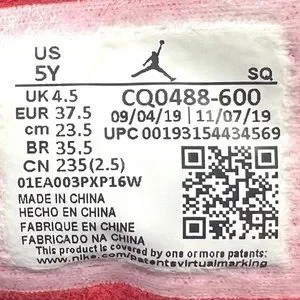 US
5Y
SQ
UK 4.5
EUR 37.5
cm 23.5
BR 35.5
CN 235(2.5)
CQ0488-600
09/04/19 | 11/07/19
UPC 00193154434569
01EA003PXP16W
MADE IN CHINA
HECHO EN CHINA
FABRIQUE EN CHINE
FABRICADO EM CHINA
This product is covered by one or more patents:
www.nike.com/patentsvirtualmarking